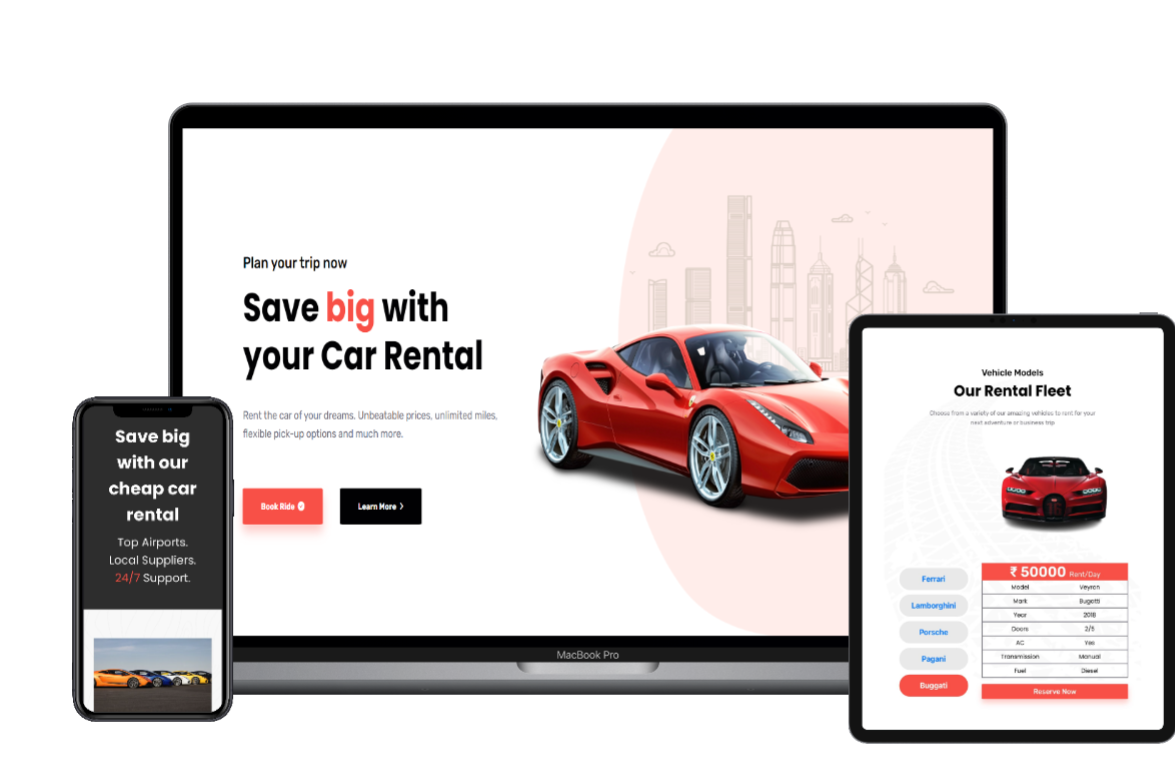 Plan your trip now
Save big with
your Car Rental
Rent the car of your dreams. Unbeatable prices, unlimited miles,
flexible pick-up options and much more.
Book Ride
Learn More
MacBook Pro
Save big
with our
cheap car
rental
Top Airports.
Local Suppliers.
24/7 Support.
Vehicle Models
Our Rental Fleet
Choose from a variety of our amazing vehicles to rent for your
next adventure or business trip
Ferrari
Lamborghini
Porsche
Pagani
Buggati
₹ 50000 Rent/Day
Model Veyron
Mark Bugatti
Year 2018
Doors 2/5
AC Yes
Transmission Manual
Fuel Diesel
Reserve Now